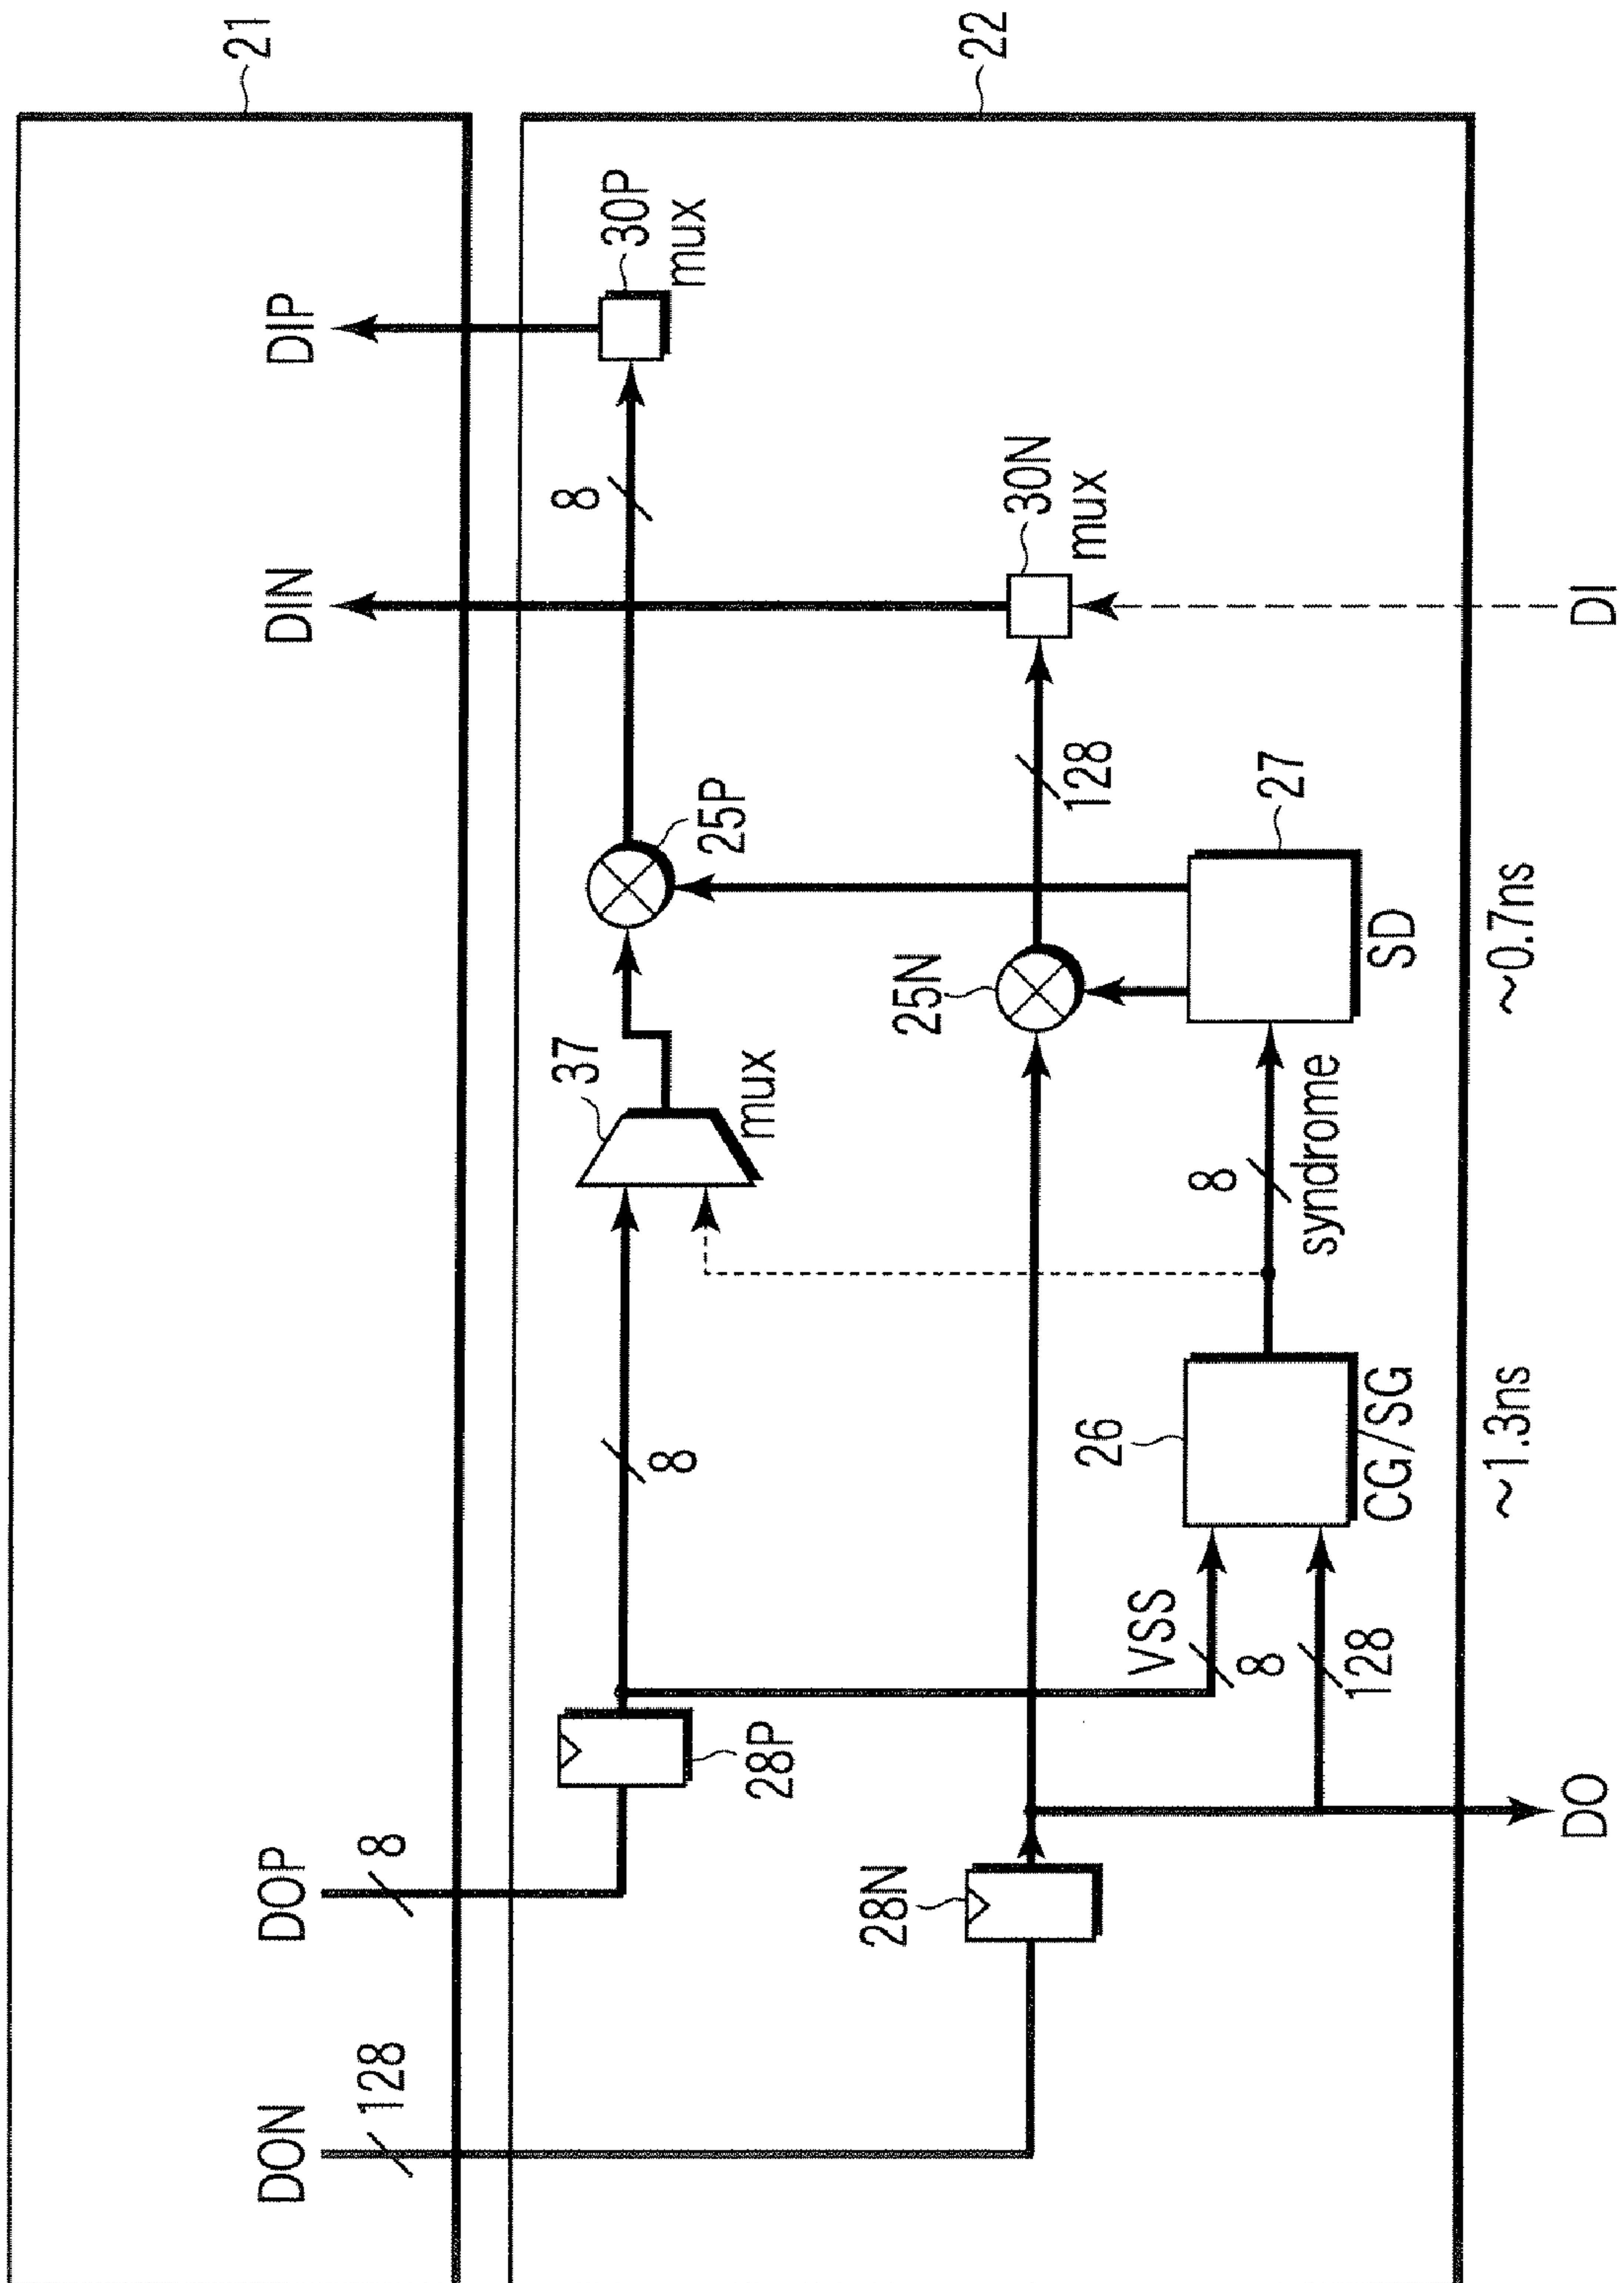 21
22
DON
128
DOP
8
DIN
DIP
28P
28N
VSS
8
128
8
37
mux
25P
25N
8
30P
mux
128
30N
mux
26
CG/SG
~1.3ns
8
syndrome
27
SD
~0.7ns
DO
DI